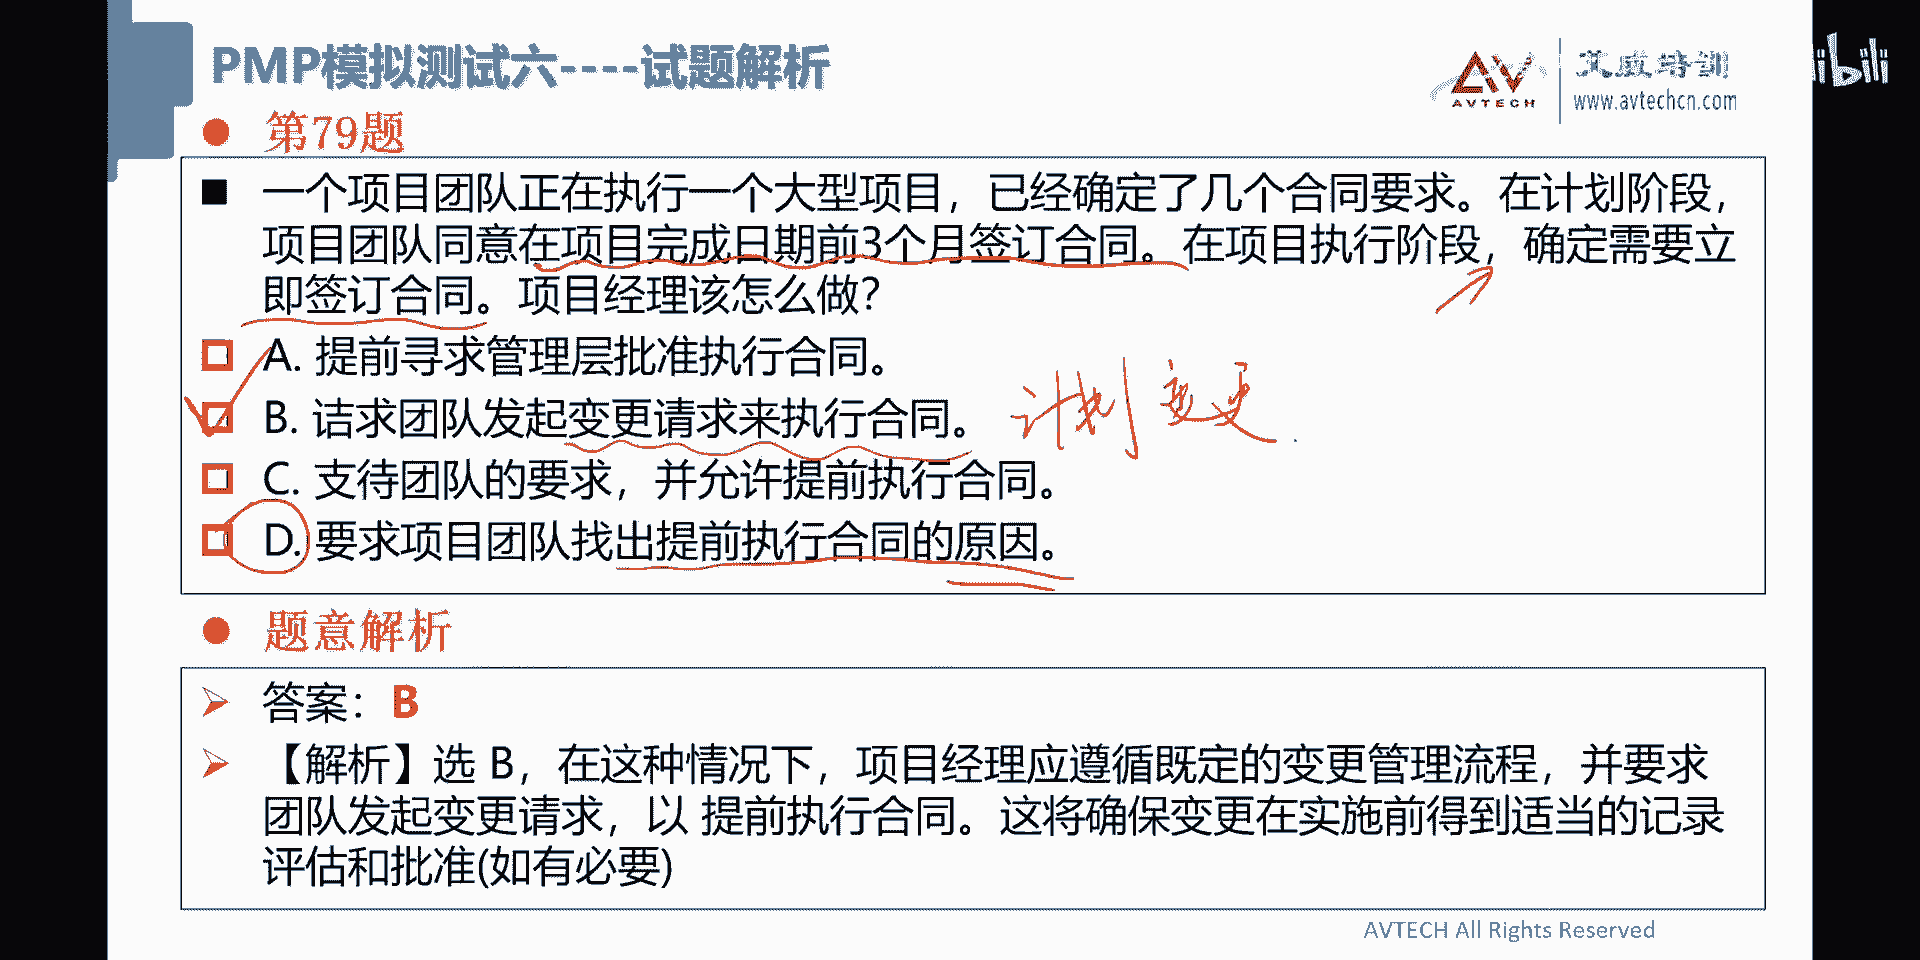 PMP模拟测试六----试题解析
AVTECH
艾威培训
www.avtechcn.com
libili
第79题
一个项目团队正在执行一个大型项目，已经确定了几个合同要求。在计划阶段，
项目团队同意在项目完成日期前3个月签订合同。在项目执行阶段，确定需要立
即签订合同。项目经理该怎么做？
A. 提前寻求管理层批准执行合同。
B. 诘求团队发起变更请求来执行合同。
计划 变更
C. 支待团队的要求，并允许提前执行合同。
D. 要求项目团队找出提前执行合同的原因。
题意解析
答案： B
【解析】选 B，在这种情况下，项目经理应遵循既定的变更管理流程，并要求
团队发起变更请求，以 提前执行合同。这将确保变更在实施前得到适当的记录
评估和批准(如有必要)
AVTECH All Rights Reserved